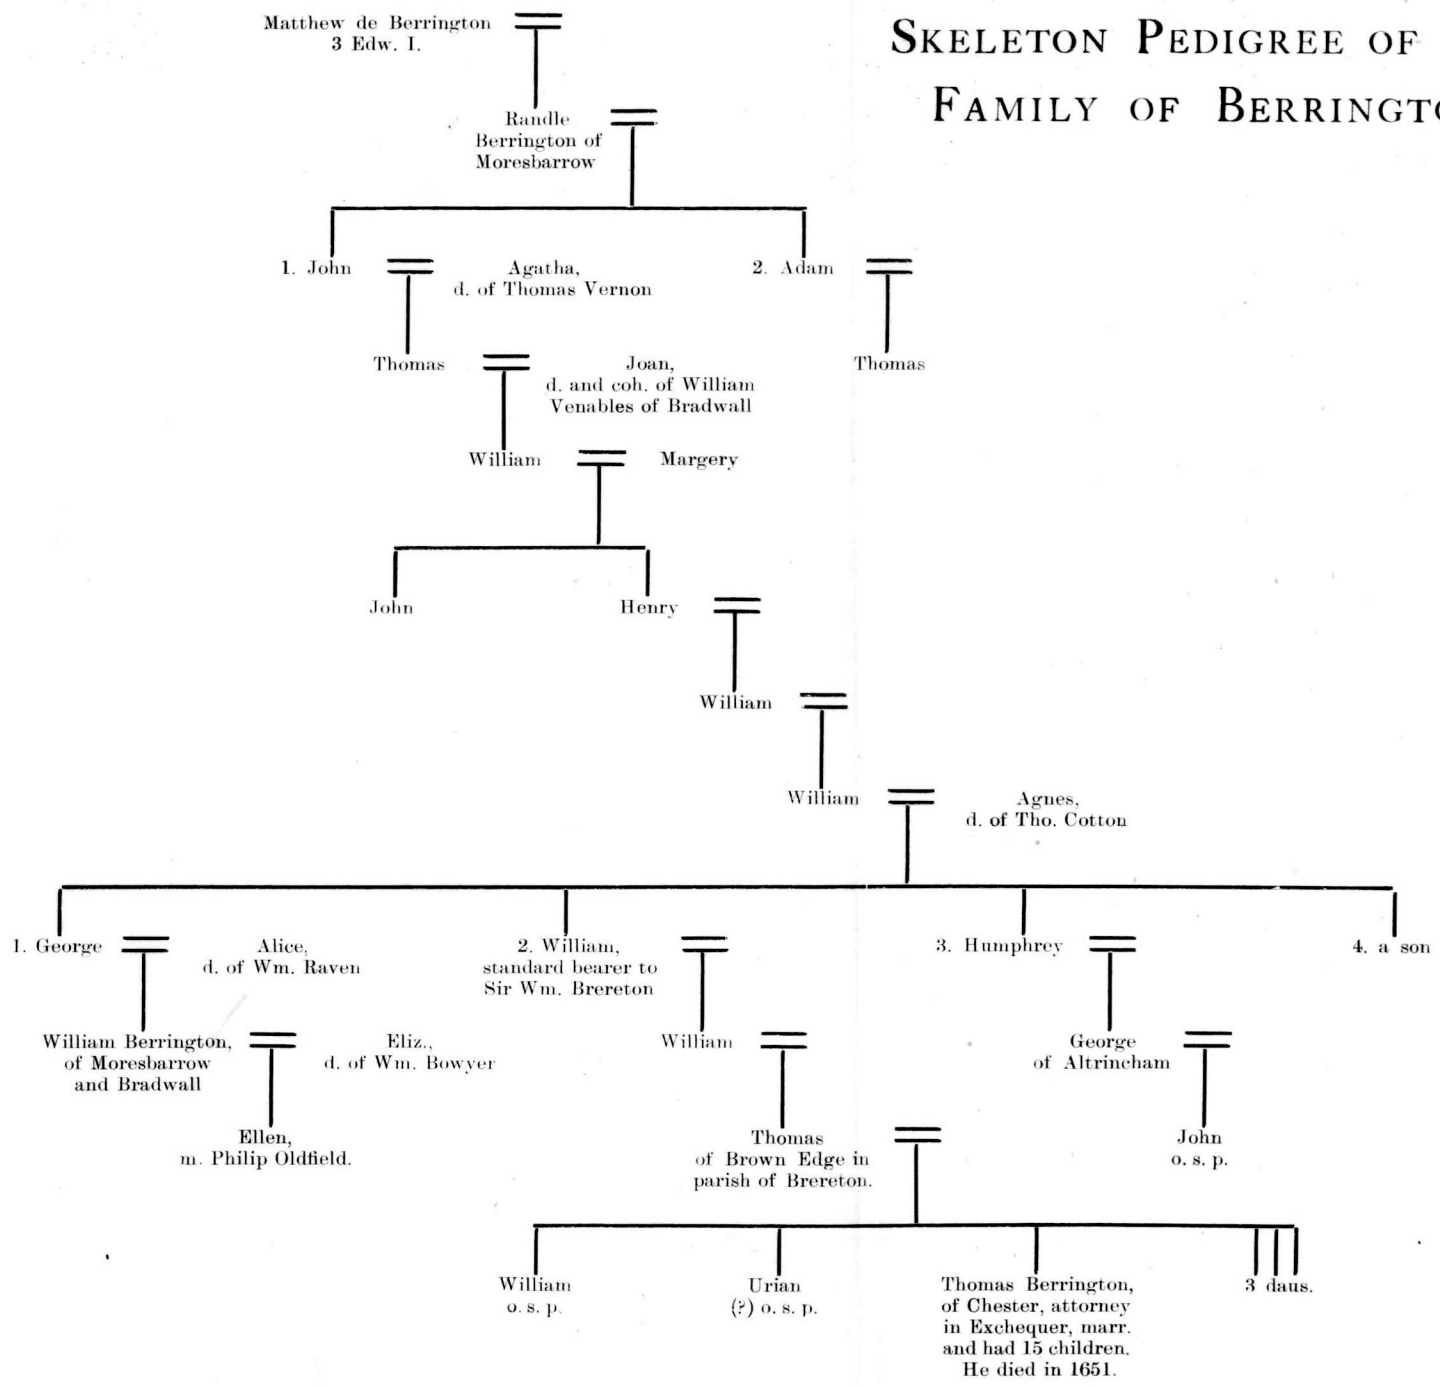 SKELETON PEDIGREE OF
FAMILY OF BERRINGTO
Matthew de Berrington
3 Edw. I.
Randle
Berrington of
Moresbarrow
1. John
Agatha,
d. of Thomas Vernon
2. Adam
Thomas
Joan,
d. and coh. of William
Venables of Bradwall
Thomas
William
Margery
John
Henry
William
William
Agnes,
d. of Tho. Cotton
1. George
Alice,
d. of Wm. Raven
2. William,
standard bearer to
Sir Wm. Brereton
3. Humphrey
4. a son
William Berrington,
of Moresbarrow
and Bradwall
Eliz.,
d. of Wm. Bowyer
William
George
of Altrincham
Ellen,
m. Philip Oldfield.
Thomas
of Brown Edge in
parish of Brereton.
John
o. s. p.
William
o. s. p.
Urian
(?) o. s. p.
Thomas Berrington,
of Chester, attorney
in Exchequer, marr.
and had 15 children.
He died in 1651.
3 daus.